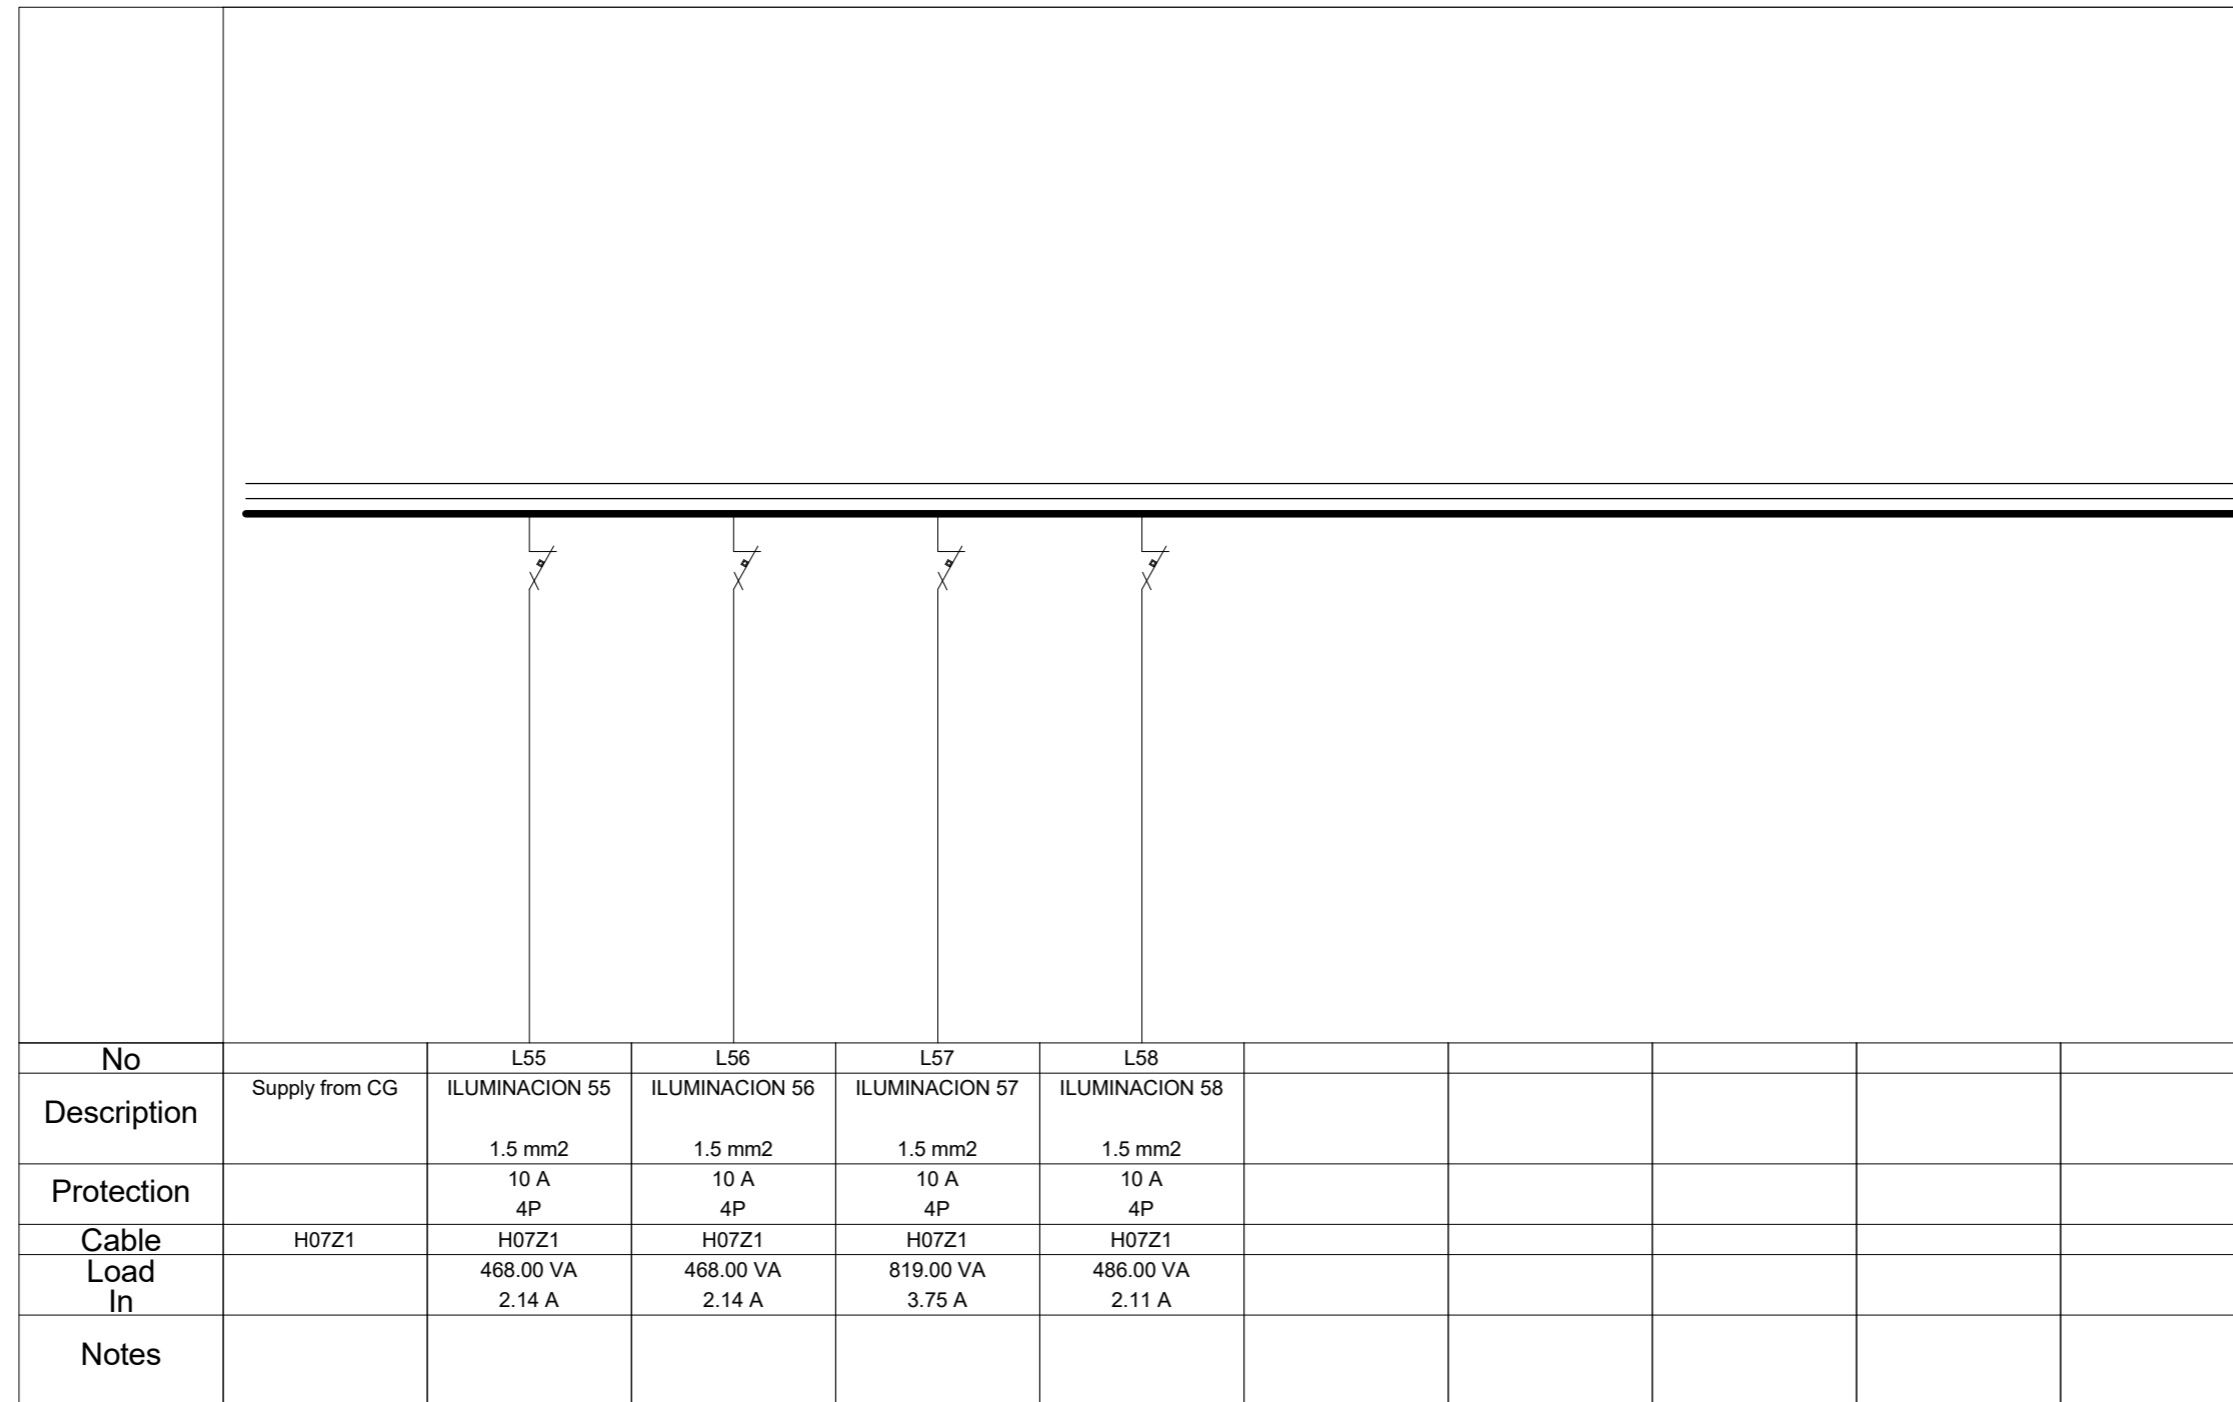 No L55 L56 L57 L58
Description Supply from CG ILUMINACION 55 ILUMINACION 56 ILUMINACION 57 ILUMINACION 58
1.5 mm2 1.5 mm2 1.5 mm2 1.5 mm2
Protection 10 A 10 A 10 A 10 A
4P 4P 4P 4P
Cable H07Z1 H07Z1 H07Z1 H07Z1 H07Z1
Load 468.00 VA 468.00 VA 819.00 VA 486.00 VA
In 2.14 A 2.14 A 3.75 A 2.11 A
Notes